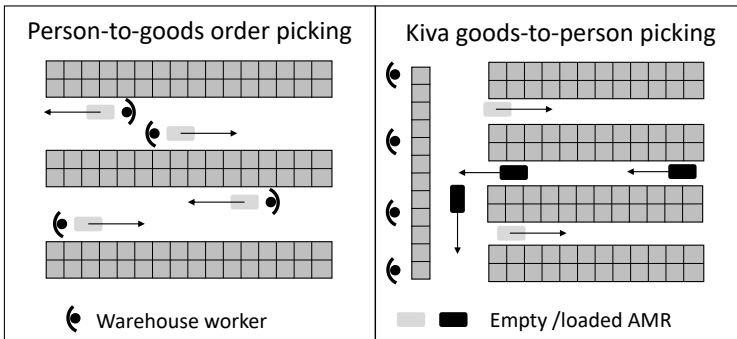 Person-to-goods order picking
Kiva goods-to-person picking
Warehouse worker
Empty /loaded AMR